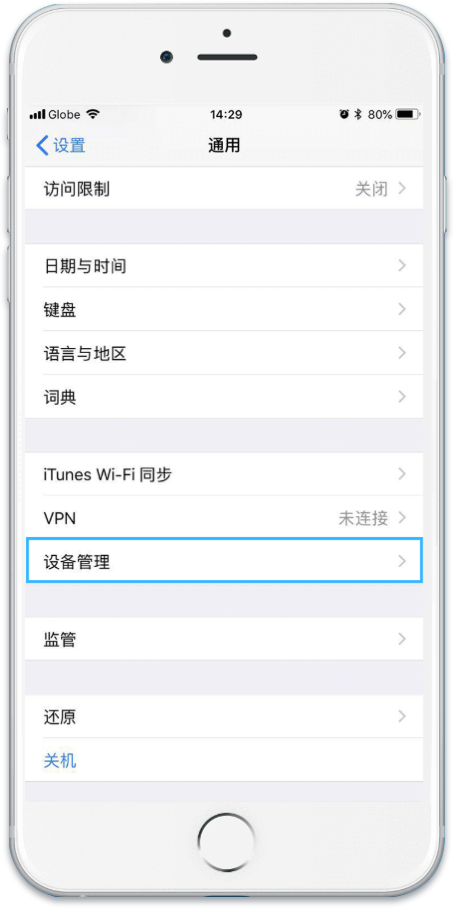 Globe 14:29 80%
设置 通用
访问限制 关闭
日期与时间
键盘
语言与地区
词典
iTunes Wi-Fi 同步
VPN 未连接
设备管理
监管
还原
关机